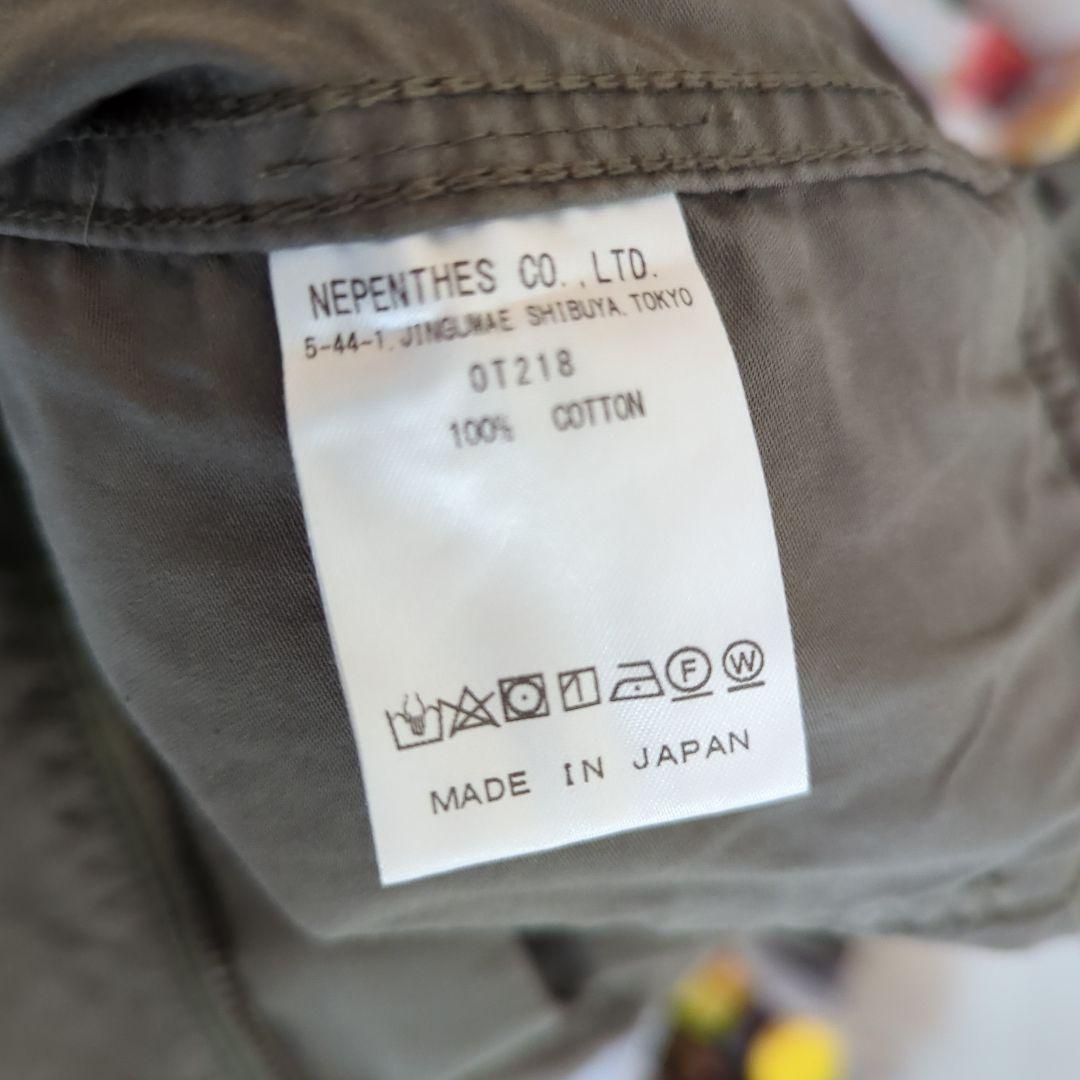 NEPENTHES CO.,LTD.
5-44-1, JINGUMAE SHIBUYA, TOKYO
OT218
100% COTTON
F W
MADE IN JAPAN